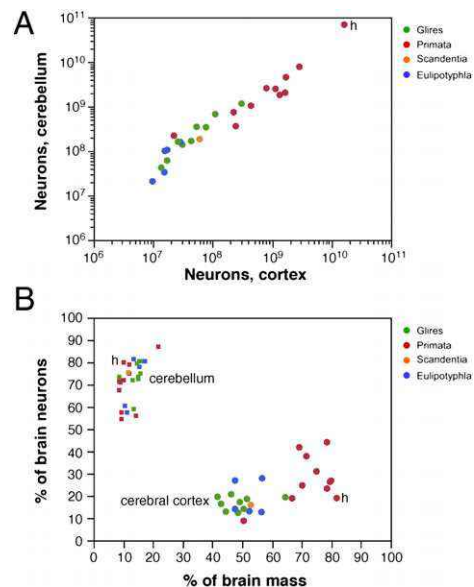 A
Neurons, cerebellum
10^11
10^10
10^9
10^8
10^7
10^6
10^6 10^7 10^8 10^9 10^10 10^11
Neurons, cortex
h
Glires
Primata
Scandentia
Eulipotyphla
B
% of brain neurons
100
90
80
70
60
50
40
30
20
10
0
0 10 20 30 40 50 60 70 80 90 100
% of brain mass
h
cerebellum
cerebral cortex
h
Glires
Primata
Scandentia
Eulipotyphla